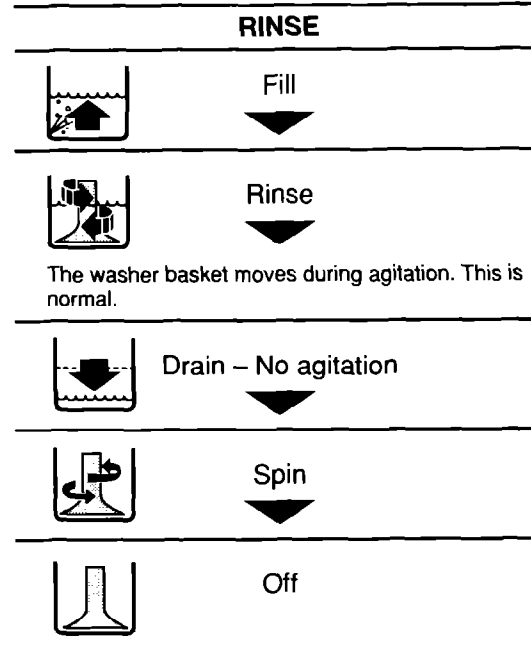 RINSE
Fill
Rinse
The washer basket moves during agitation. This is
normal.
Drain – No agitation
Spin
Off